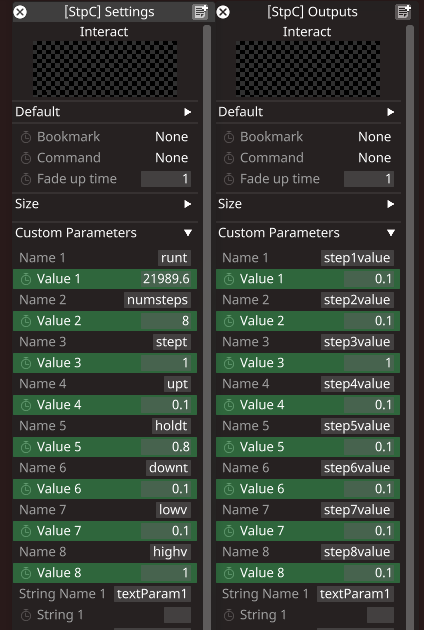 [StpC] Settings
Interact
Default
Bookmark None
Command None
Fade up time 1
Size
Custom Parameters
Name 1 runt
Value 1 21989.6
Name 2 numsteps
Value 2 8
Name 3 stept
Value 3 1
Name 4 upt
Value 4 0.1
Name 5 holdt
Value 5 0.8
Name 6 downt
Value 6 0.1
Name 7 lowv
Value 7 0.1
Name 8 highv
Value 8 1
String Name 1 textParam1
String 1
[StpC] Outputs
Interact
Default
Bookmark None
Command None
Fade up time 1
Size
Custom Parameters
Name 1 step1value
Value 1 0.1
Name 2 step2value
Value 2 0.1
Name 3 step3value
Value 3 1
Name 4 step4value
Value 4 0.1
Name 5 step5value
Value 5 0.1
Name 6 step6value
Value 6 0.1
Name 7 step7value
Value 7 0.1
Name 8 step8value
Value 8 0.1
String Name 1 textParam1
String 1